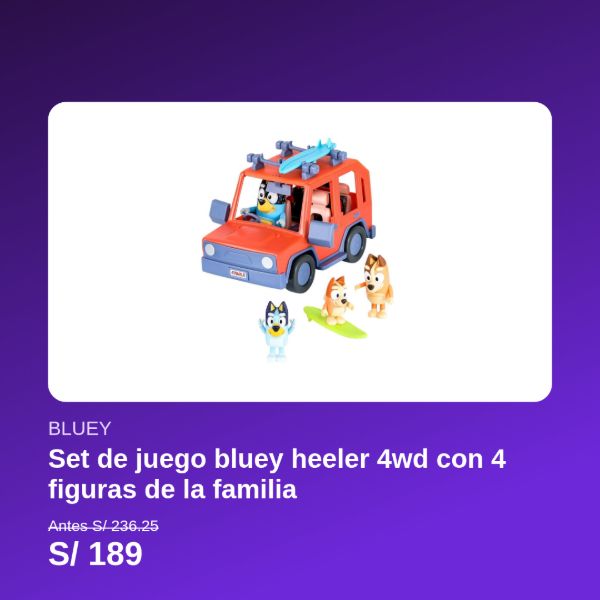 BLUEY
Set de juego bluey heeler 4wd con 4
figuras de la familia
Antes S/ 236.25
S/ 189